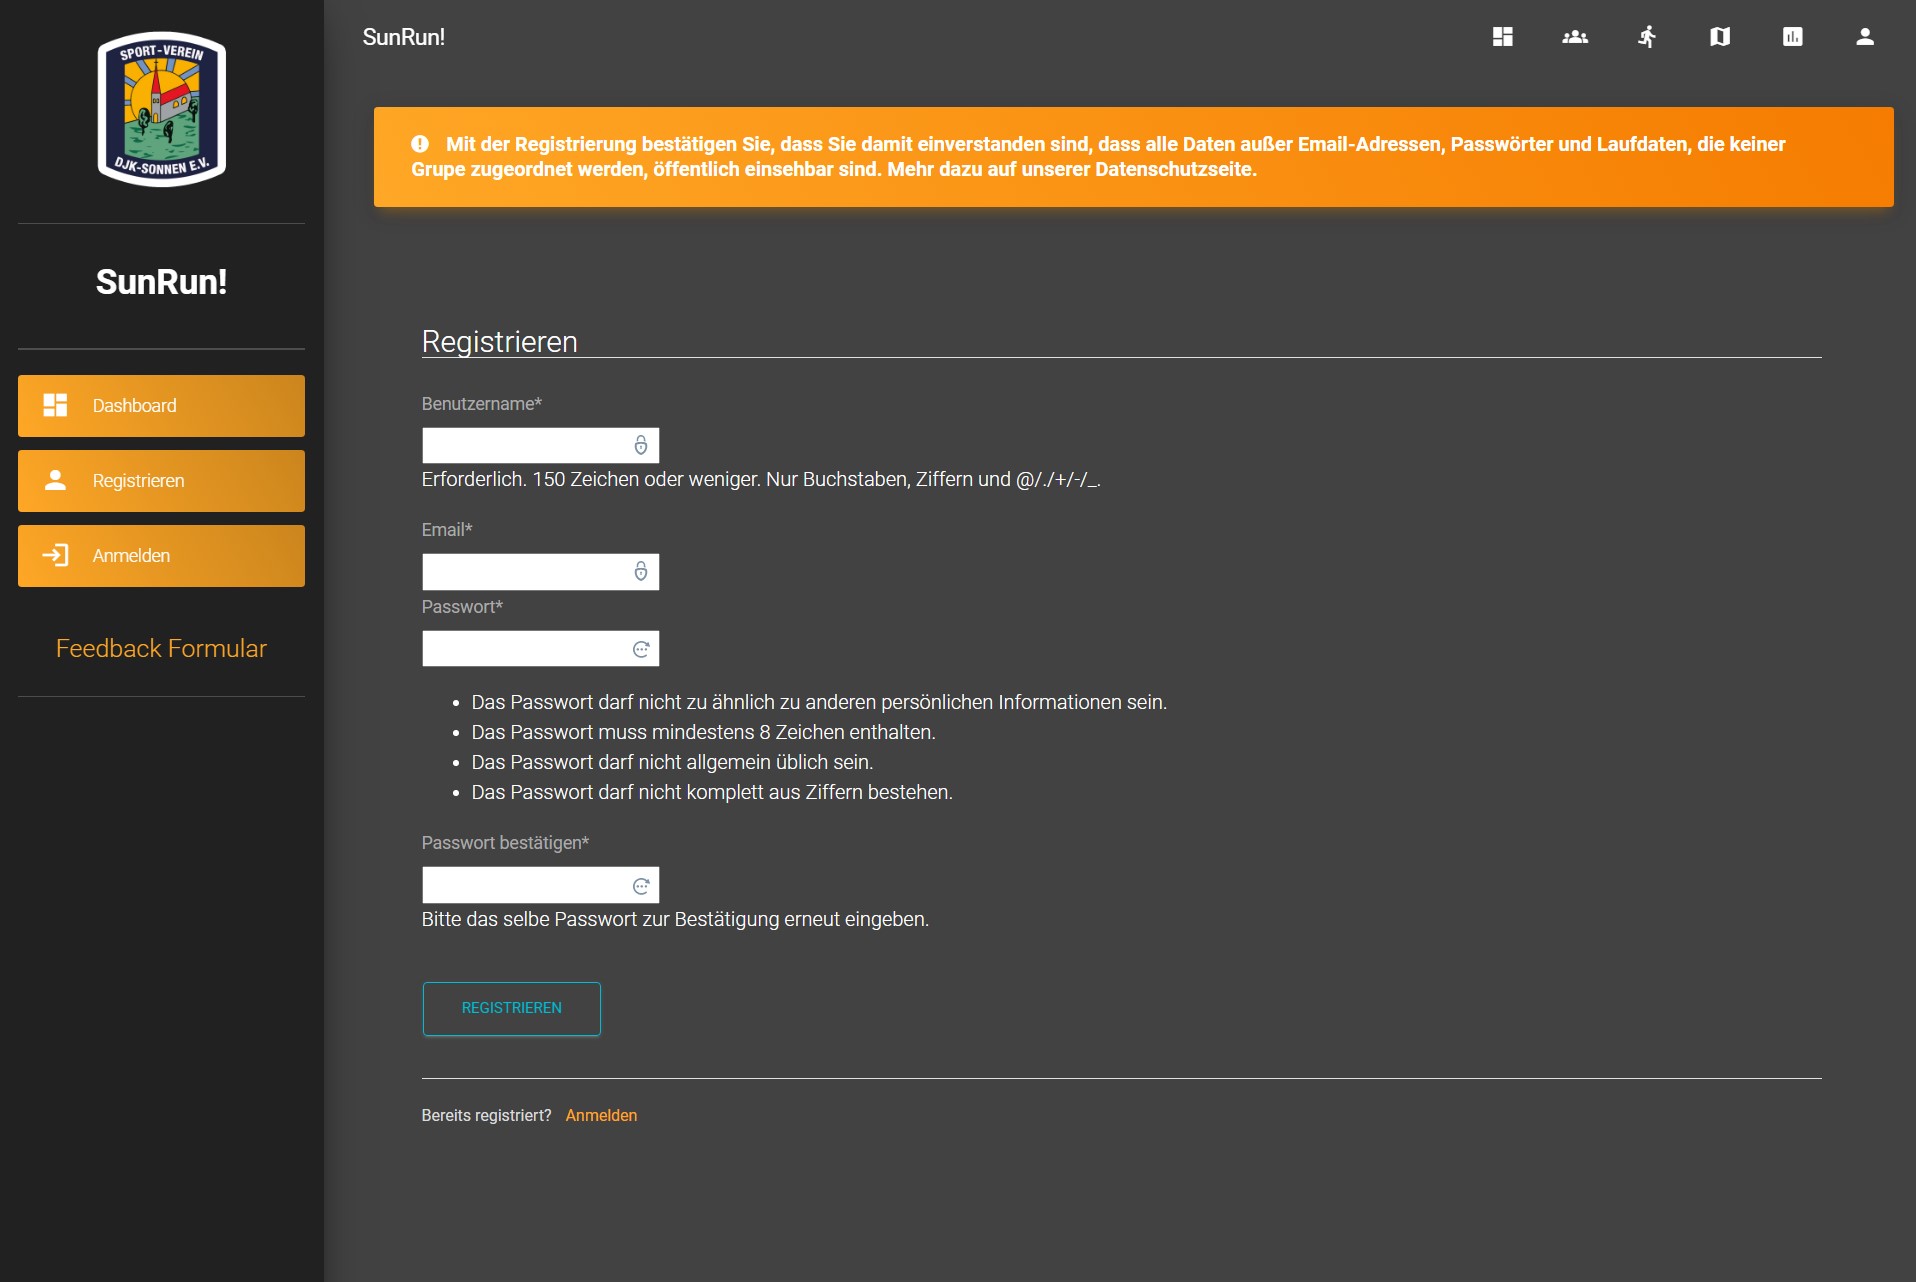 SPORT-VEREIN
DJK-SONNEN E.V.
SunRun!
Dashboard
Registrieren
Anmelden
Feedback Formular
SunRun!
Mit der Registrierung bestätigen Sie, dass Sie damit einverstanden sind, dass alle Daten außer Email-Adressen, Passwörter und Laufdaten, die keiner
Grupe zugeordnet werden, öffentlich einsehbar sind. Mehr dazu auf unserer Datenschutzseite.
Registrieren
Benutzername*
Erforderlich. 150 Zeichen oder weniger. Nur Buchstaben, Ziffern und @/./+/-/_.
Email*
Passwort*
• Das Passwort darf nicht zu ähnlich zu anderen persönlichen Informationen sein.
• Das Passwort muss mindestens 8 Zeichen enthalten.
• Das Passwort darf nicht allgemein üblich sein.
• Das Passwort darf nicht komplett aus Ziffern bestehen.
Passwort bestätigen*
Bitte das selbe Passwort zur Bestätigung erneut eingeben.
REGISTRIEREN
Bereits registriert? Anmelden